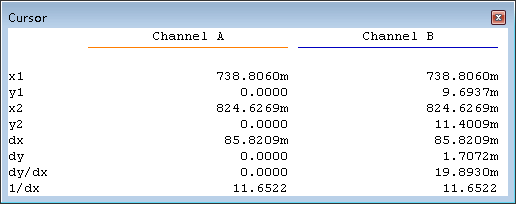 Cursor
Channel A Channel B
x1 738.8060m 738.8060m
y1 0.0000 9.6937m
x2 824.6269m 824.6269m
y2 0.0000 11.4009m
dx 85.8209m 85.8209m
dy 0.0000 1.7072m
dy/dx 0.0000 19.8930m
1/dx 11.6522 11.6522